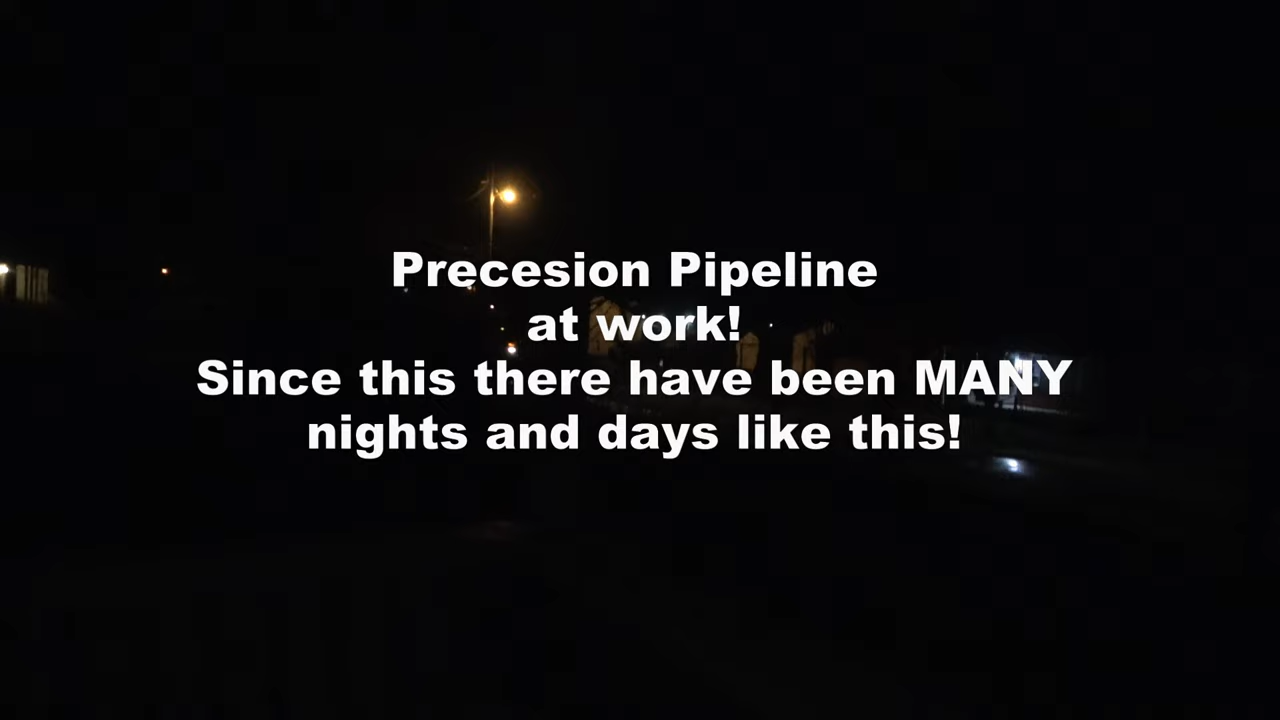 Precesion Pipeline
at work!
Since this there have been MANY
nights and days like this!